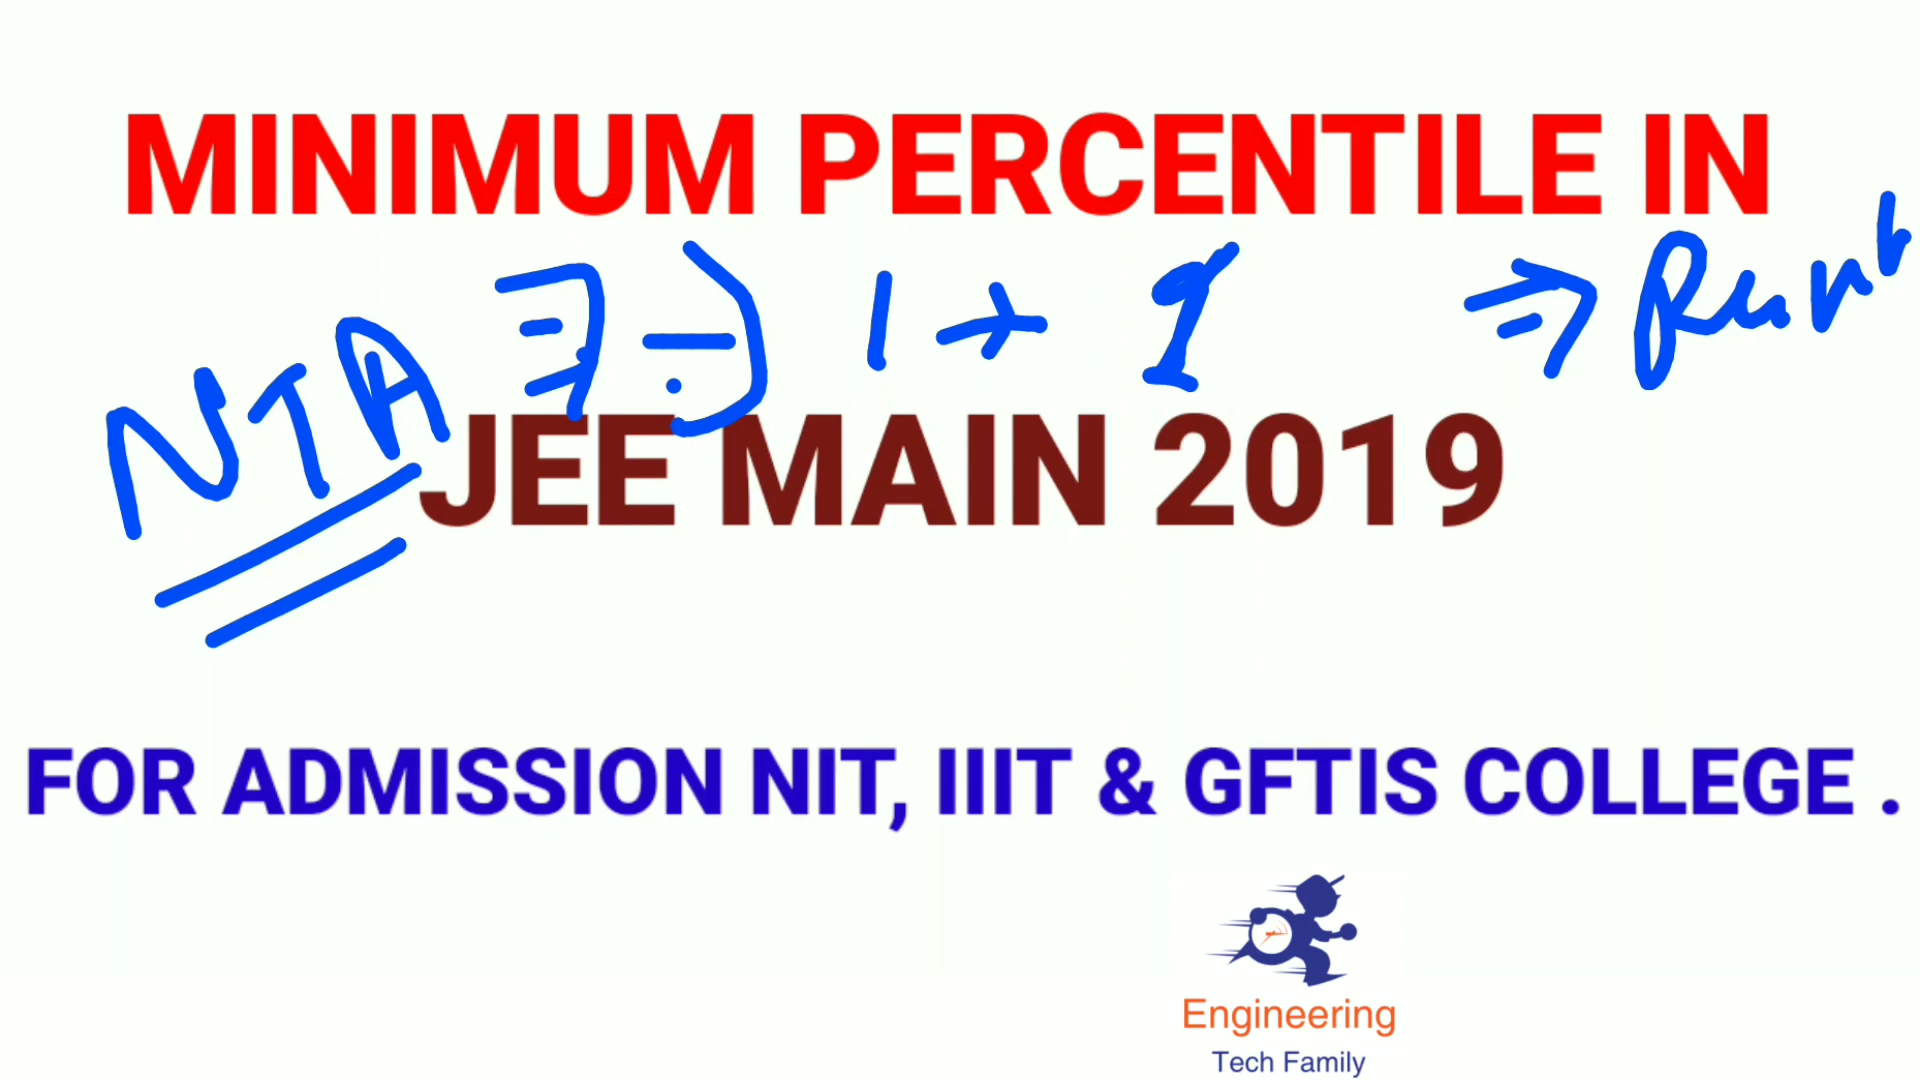 MINIMUM PERCENTILE IN
NTA
JEE MAIN 2019
FOR ADMISSION NIT, IIIT & GFTIS COLLEGE .
Engineering
Tech Family